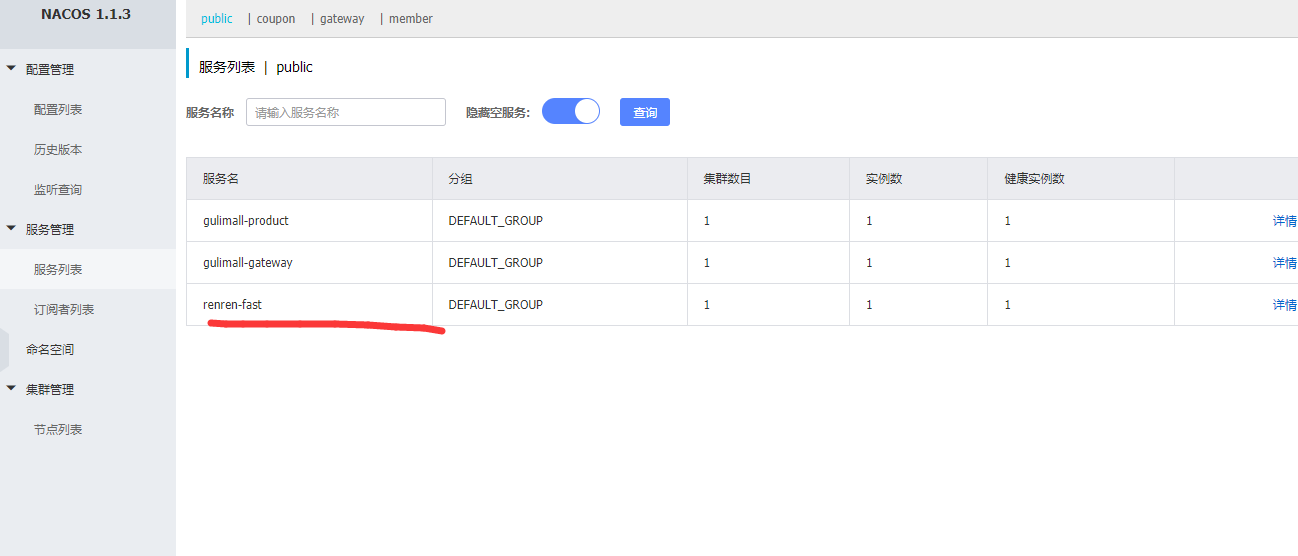 NACOS 1.1.3
public | coupon | gateway | member
配置管理
配置列表
历史版本
监听查询
服务管理
服务列表
订阅者列表
命名空间
集群管理
节点列表
服务列表 | public
服务名称 请输入服务名称 隐藏空服务: 查询
服务名 分组 集群数目 实例数 健康实例数
gulimall-product DEFAULT_GROUP 1 1 1 详情
gulimall-gateway DEFAULT_GROUP 1 1 1 详情
renren-fast DEFAULT_GROUP 1 1 1 详情